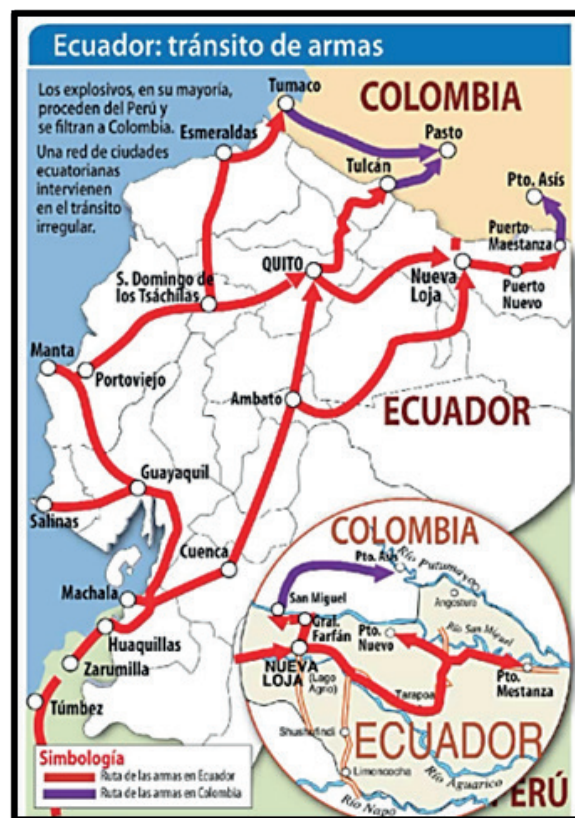 Ecuador: tránsito de armas
Los explosivos, en su mayoría,
proceden del Perú y
se filtran a Colombia.
Una red de ciudades
ecuatorianas
intervienen
en el tránsito
irregular.
COLOMBIA
Tumaco
Esmeraldas
Pasto
Tulcán
Pto. Asís
Puerto
Maestanza
QUITO
Nueva
Loja
Puerto
Nuevo
S. Domingo de
los Tsáchilas
Manta
Portoviejo
Ambato
ECUADOR
Guayaquil
Salinas
Cuenca
Machala
Huaquillas
Zarumilla
Túmbez
COLOMBIA
Pto. Asís
Río Putumayo
San Miguel
Angostura
Gral.
Farfán
Pto.
Nuevo
Río San Miguel
NUEVA
LOJA
(Lago
Agrio)
Pto.
Mestanza
Tarapoa
Shushufindi
ECUADOR
Limoncocha
Río Aguarico
Río Napo
PERÚ
Simbología
Ruta de las armas en Ecuador
Ruta de las armas en Colombia